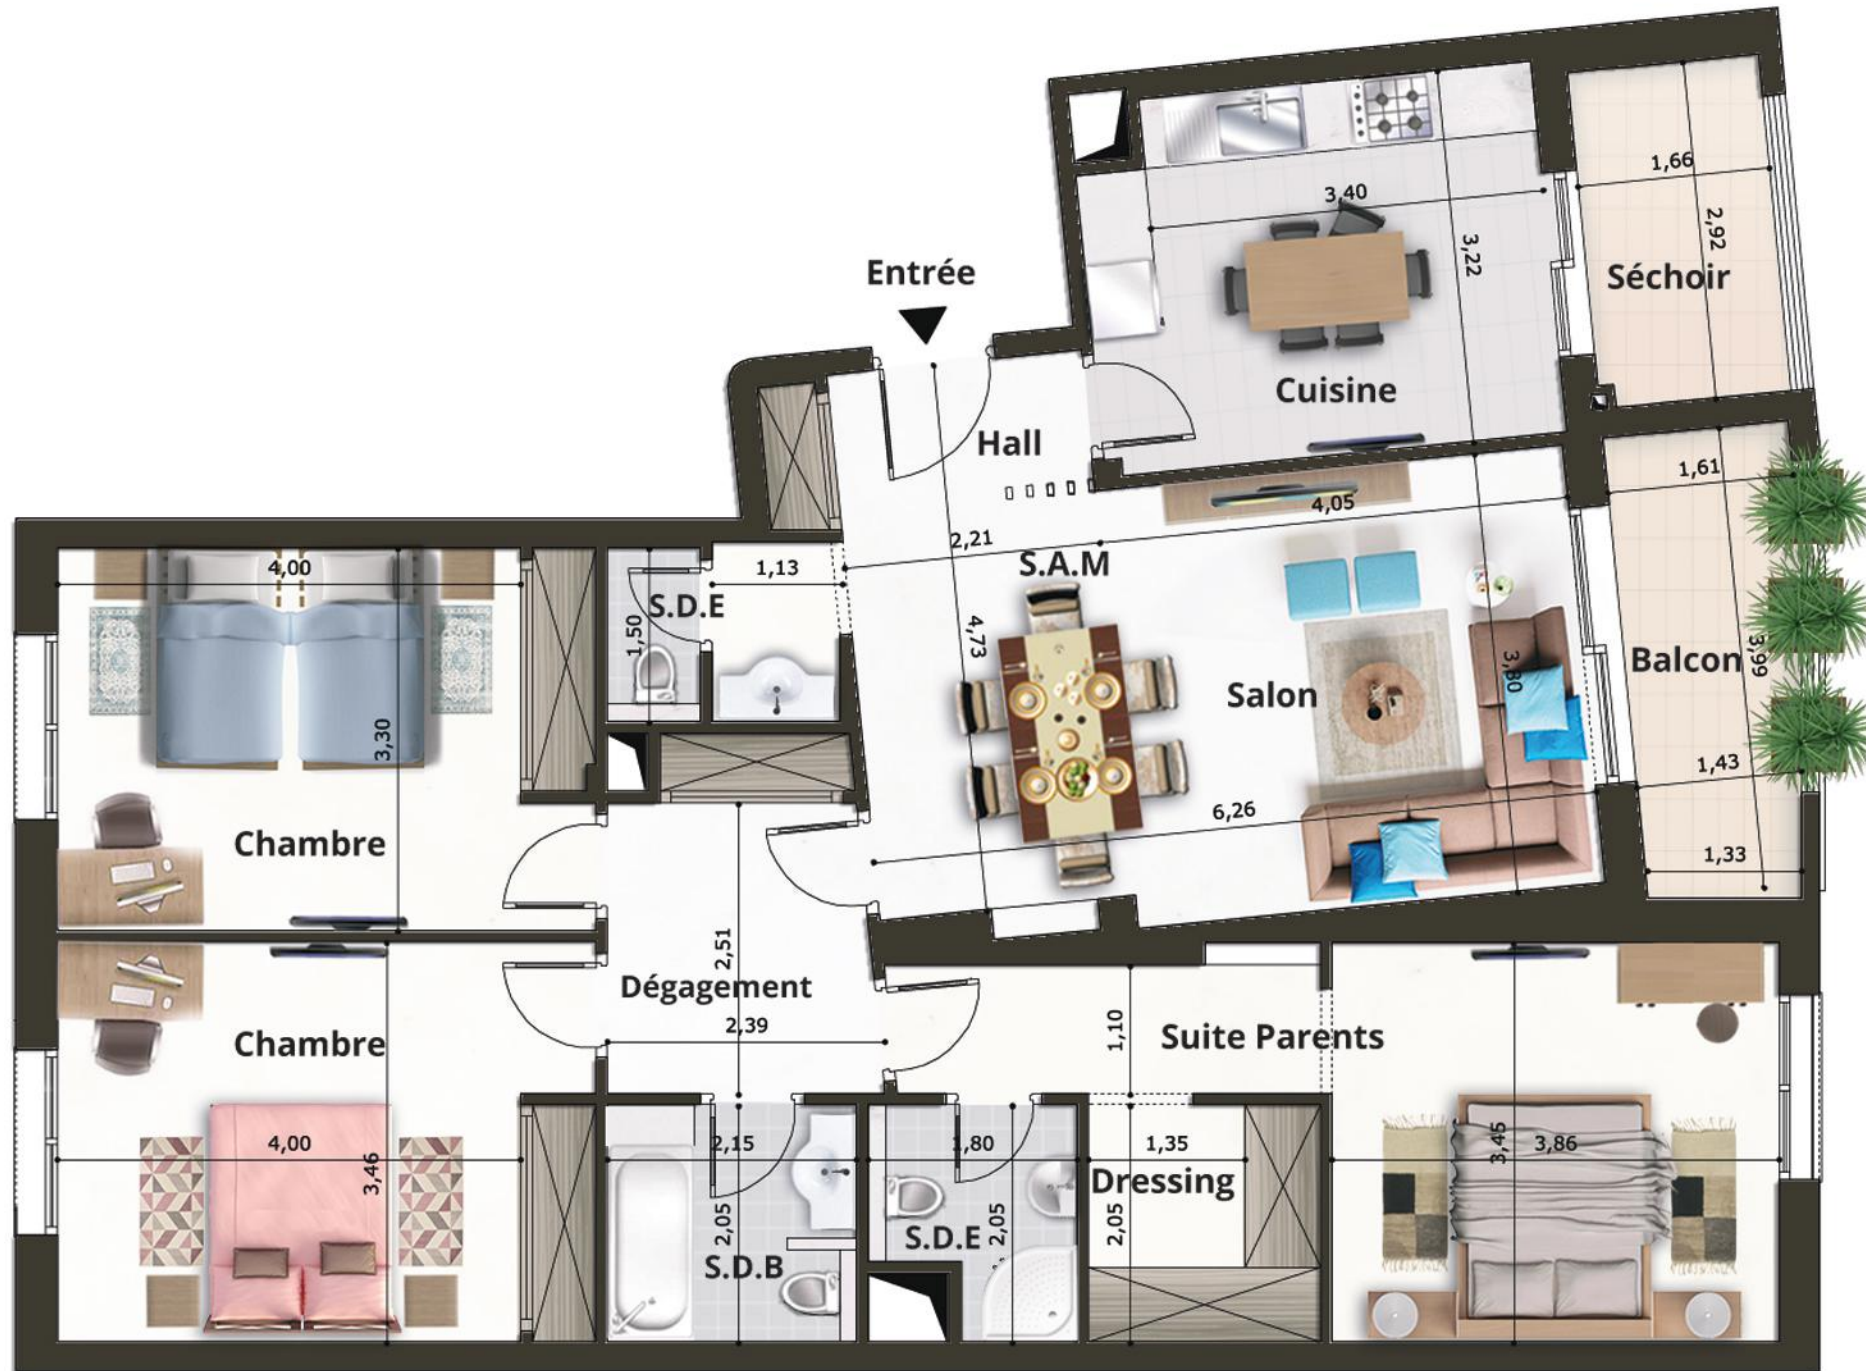 1,66
3,40
2,92
3,22
Entrée
Séchoir
Cuisine
Hall
1,61
4,05
2,21
S.A.M
4,00
1,13
S.D.E
1,50
4,73
3,80
3,99
Balcon
Salon
3,30
1,43
6,26
Chambre
1,33
2,51
Dégagement
2,39
1,10
Suite Parents
Chambre
4,00
3,46
2,15
1,80
1,35
3,45
3,86
Dressing
2,05
2,05
2,05
S.D.E
S.D.B